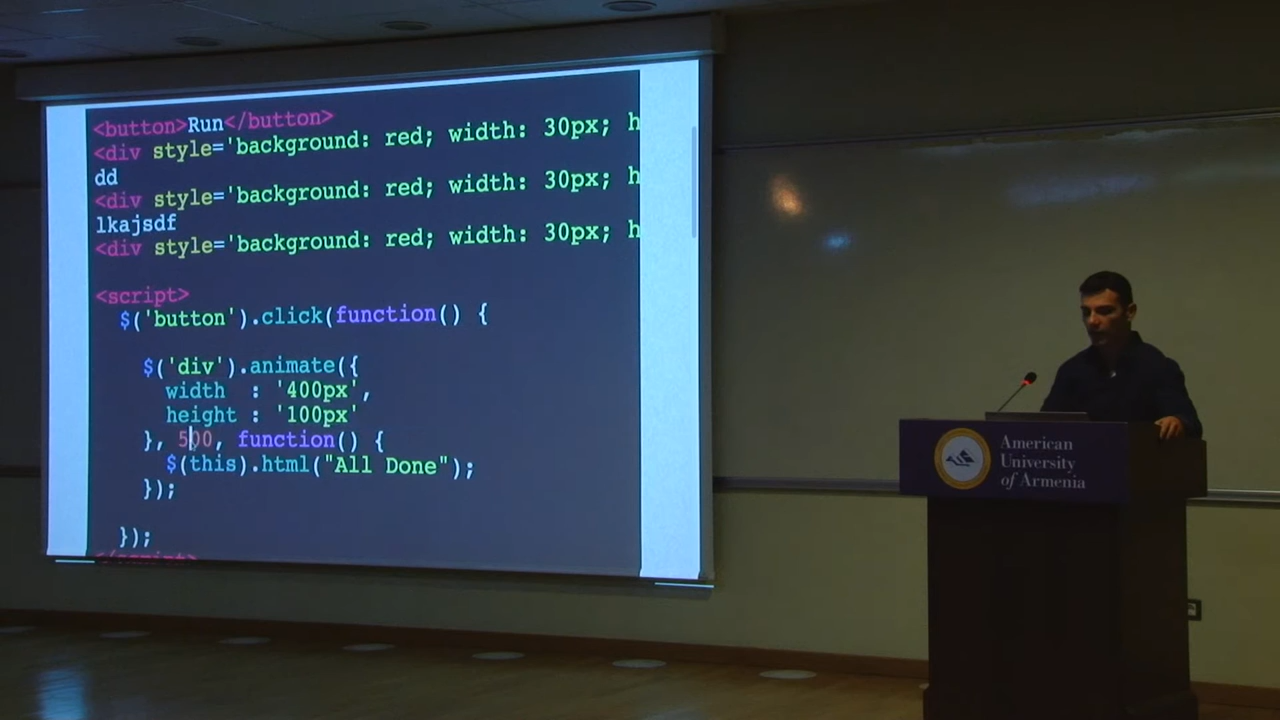 <button>Run</button>
<div style='background: red; width: 30px; h
dd
<div style='background: red; width: 30px; h
lkajsdf
<div style='background: red; width: 30px; h
<script>
$('button').click(function() {
$('div').animate({
width : '400px',
height : '100px'
}, 500, function() {
$(this).html("All Done");
});
});
</script>
American
University
of Armenia